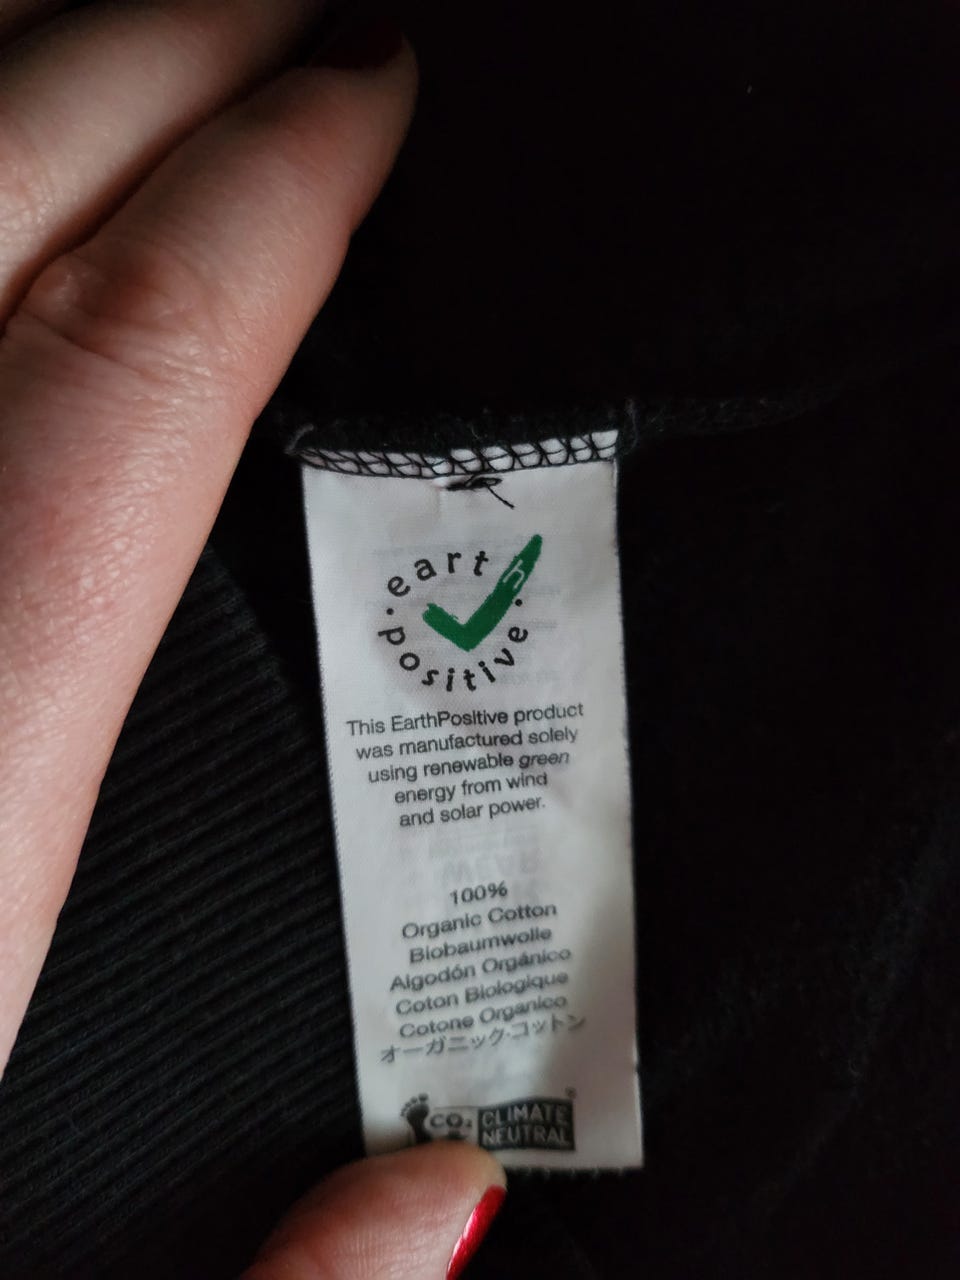 earth
positive
This EarthPositive product
was manufactured solely
using renewable green
energy from wind
and solar power.
100%
Organic Cotton
Biobaumwolle
Algodón Orgánico
Coton Biologique
Cotone Organico
オーガニック・コットン
CO₂ CLIMATE
NEUTRAL